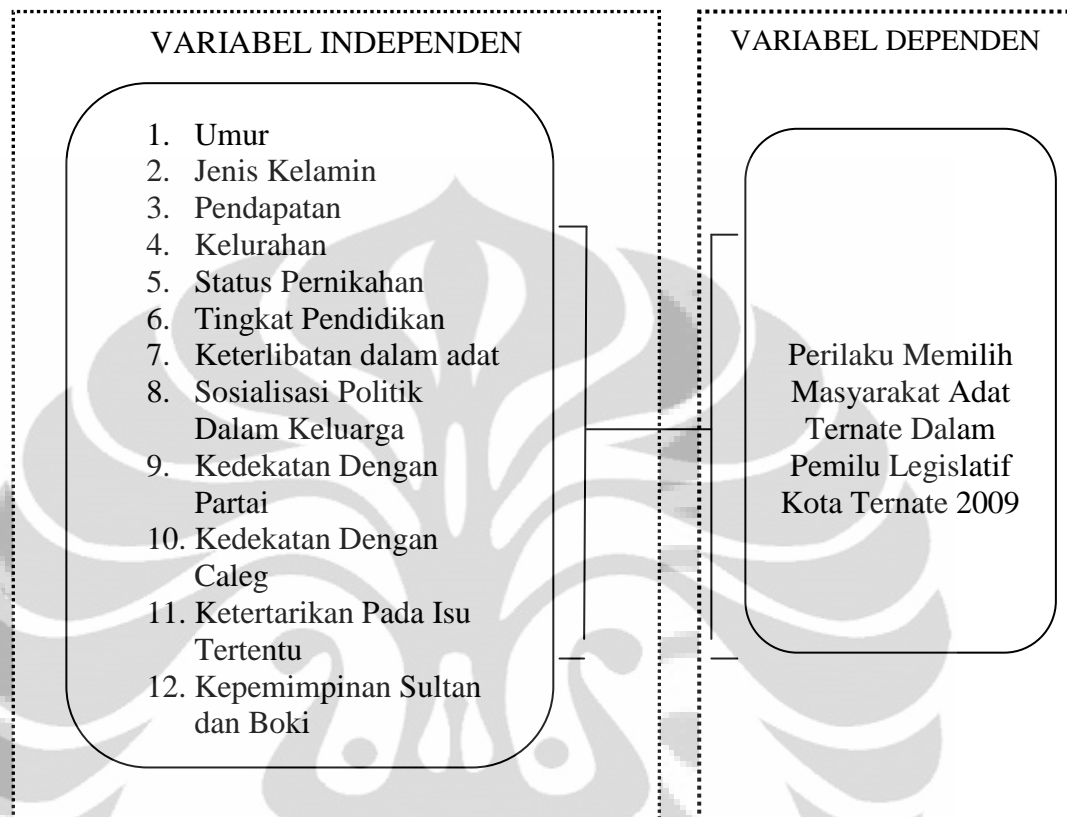 VARIABEL INDEPENDEN
1. Umur
2. Jenis Kelamin
3. Pendapatan
4. Kelurahan
5. Status Pernikahan
6. Tingkat Pendidikan
7. Keterlibatan dalam adat
8. Sosialisasi Politik
Dalam Keluarga
9. Kedekatan Dengan
Partai
10. Kedekatan Dengan
Caleg
11. Ketertarikan Pada Isu
Tertentu
12. Kepemimpinan Sultan
dan Boki
VARIABEL DEPENDEN
Perilaku Memilih
Masyarakat Adat
Ternate Dalam
Pemilu Legislatif
Kota Ternate 2009